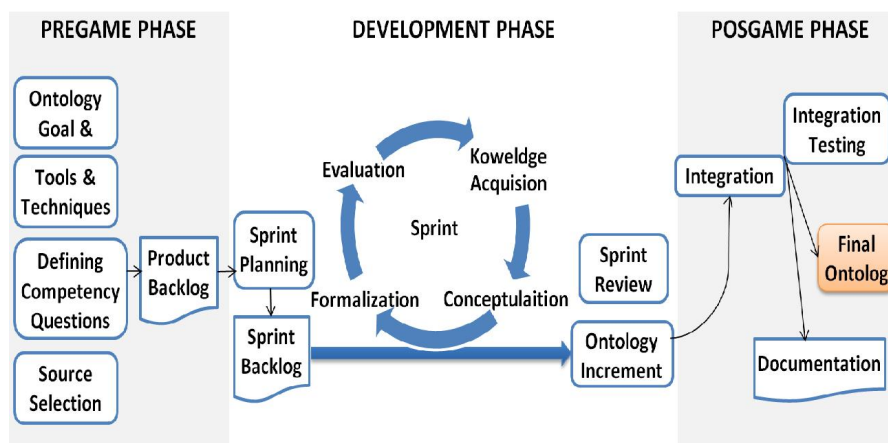 PREGAME PHASE
DEVELOPMENT PHASE
POSGAME PHASE
Ontology
Goal &
Tools &
Techniques
Defining
Competency
Questions
Source
Selection
Product
Backlog
Sprint
Planning
Sprint
Backlog
Evaluation
Koweldge
Acquision
Sprint
Formalization
Conceptulaition
Sprint
Review
Ontology
Increment
Integration
Integration
Testing
Final
Ontolog
Documentation